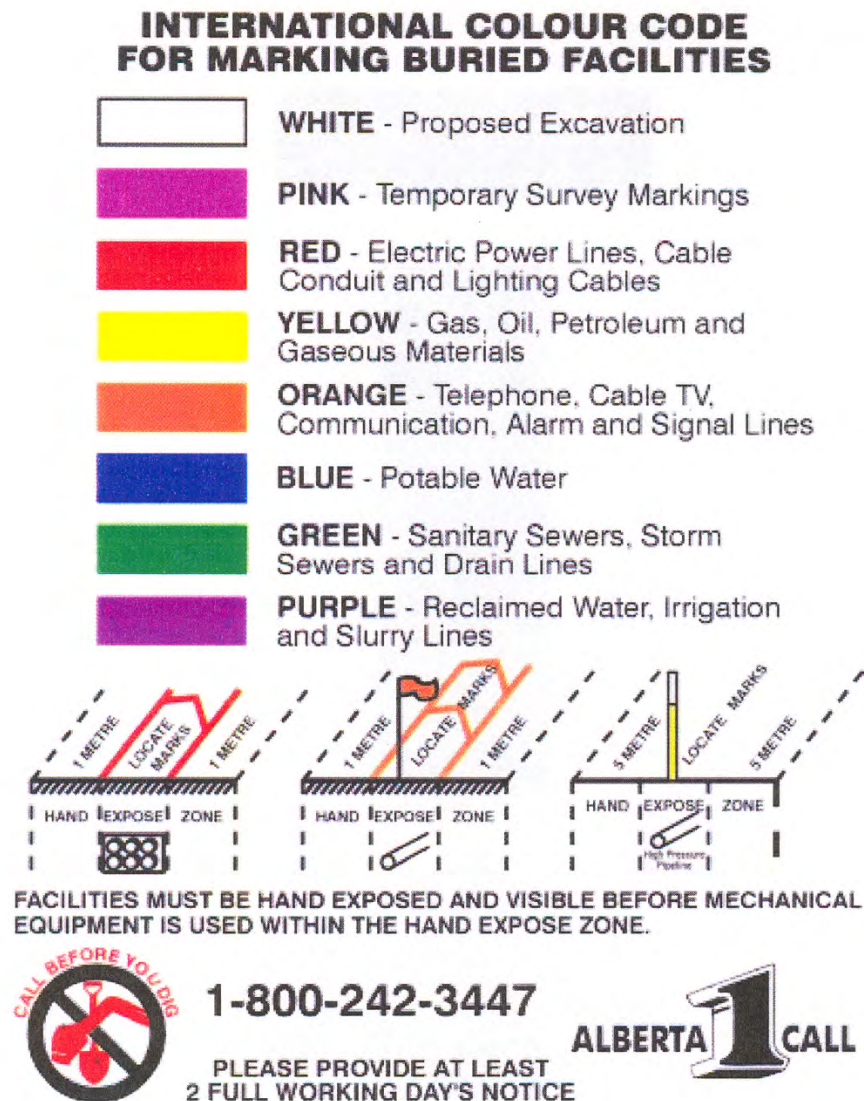 INTERNATIONAL COLOUR CODE
FOR MARKING BURIED FACILITIES
WHITE - Proposed Excavation
PINK - Temporary Survey Markings
RED - Electric Power Lines, Cable
Conduit and Lighting Cables
YELLOW - Gas, Oil, Petroleum and
Gaseous Materials
ORANGE - Telephone, Cable TV,
Communication, Alarm and Signal Lines
BLUE - Potable Water
GREEN - Sanitary Sewers, Storm
Sewers and Drain Lines
PURPLE - Reclaimed Water, Irrigation
and Slurry Lines
1 METRE
LOCATE
MARKS
1 METRE
HAND EXPOSE ZONE
1 METRE
LOCATE MARKS
1 METRE
HAND EXPOSE ZONE
5 METRE
LOCATE MARKS
5 METRE
HAND EXPOSE ZONE
High Pressure
Pipeline
FACILITIES MUST BE HAND EXPOSED AND VISIBLE BEFORE MECHANICAL
EQUIPMENT IS USED WITHIN THE HAND EXPOSE ZONE.
CALL BEFORE YOU DIG
1-800-242-3447
PLEASE PROVIDE AT LEAST
2 FULL WORKING DAY'S NOTICE
ALBERTA 1 CALL